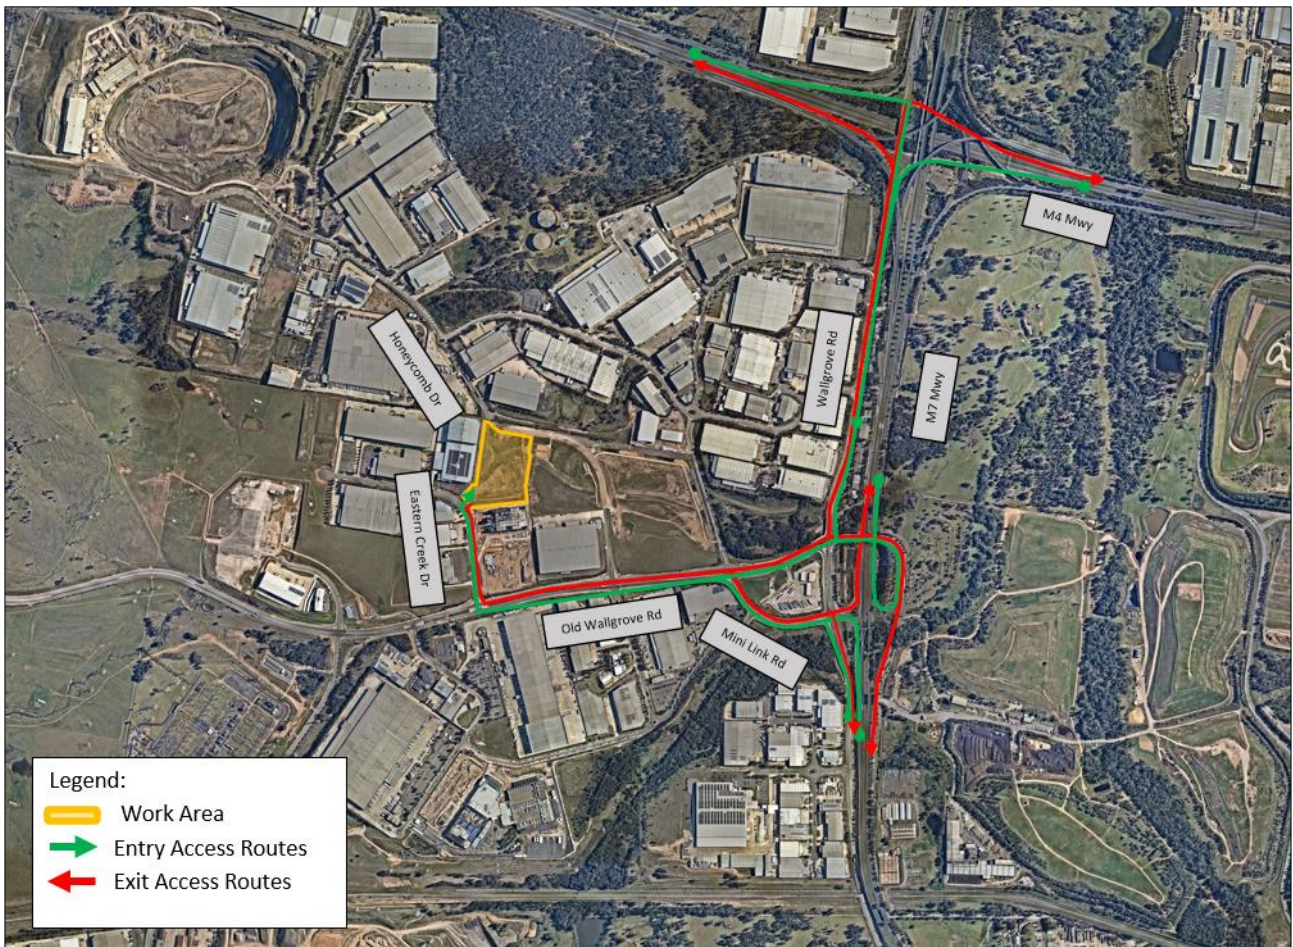 M4 Mwy
Honeycomb Dr
Wallgrove Rd
M7 Mwy
Eastern Creek Dr
Old Wallgrove Rd
Mini Link Rd
Legend:
Work Area
Entry Access Routes
Exit Access Routes